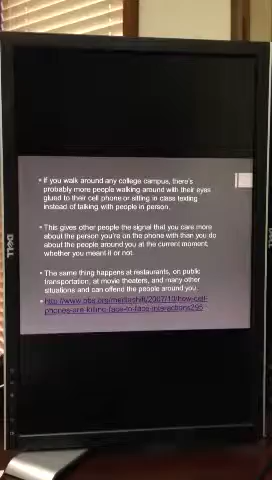 If you walk around any college campus, there's
probably more people walking around with their eyes
glued to their cell phone or sitting in class texting
instead of talking with people in person.
This gives other people the signal that you care more
about the person you're on the phone with than you do
about the people around you at the current moment,
whether you meant it or not.
The same thing happens at restaurants, on public
transportation, at movie theaters, and many other
situations and can offend the people around you.
DELL
DELL